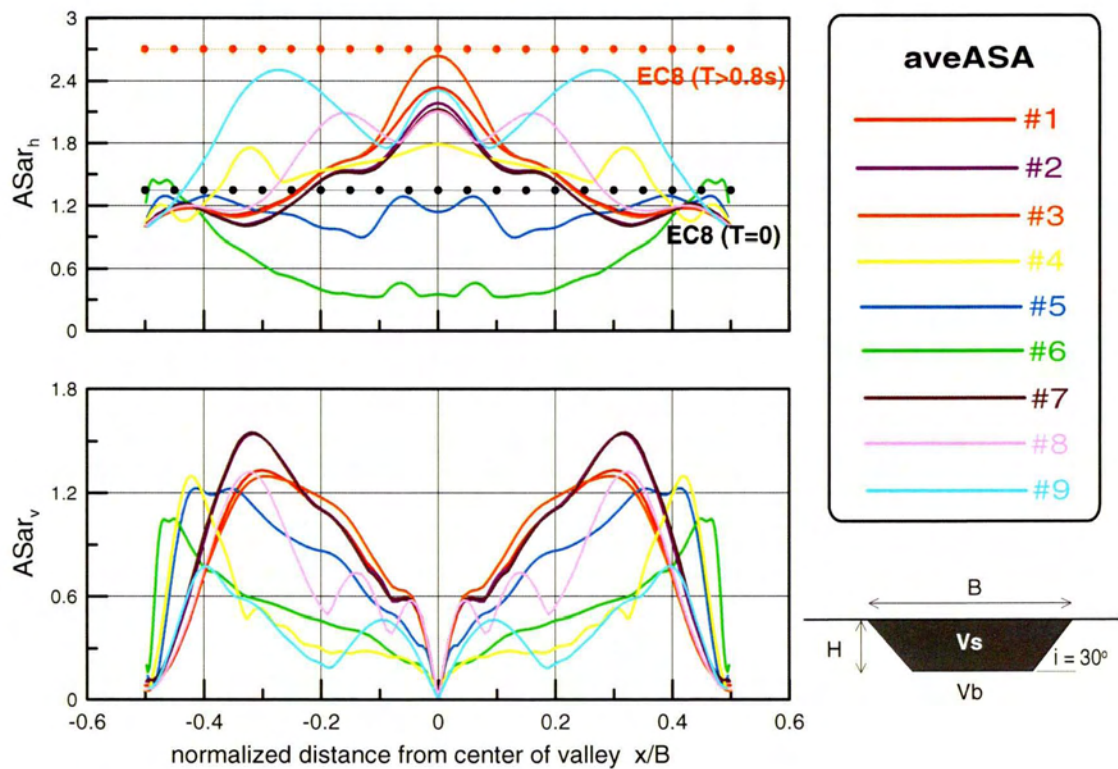 3
2.4
1.8
1.2
0.6
0
ASar_h
EC8 (T>0.8s)
EC8 (T=0)
1.8
1.2
0.6
0
ASar_v
-0.6 -0.4 -0.2 0 0.2 0.4 0.6
normalized distance from center of valley x/B
aveASA
#1
#2
#3
#4
#5
#6
#7
#8
#9
B
H
Vs
i = 30°
Vb